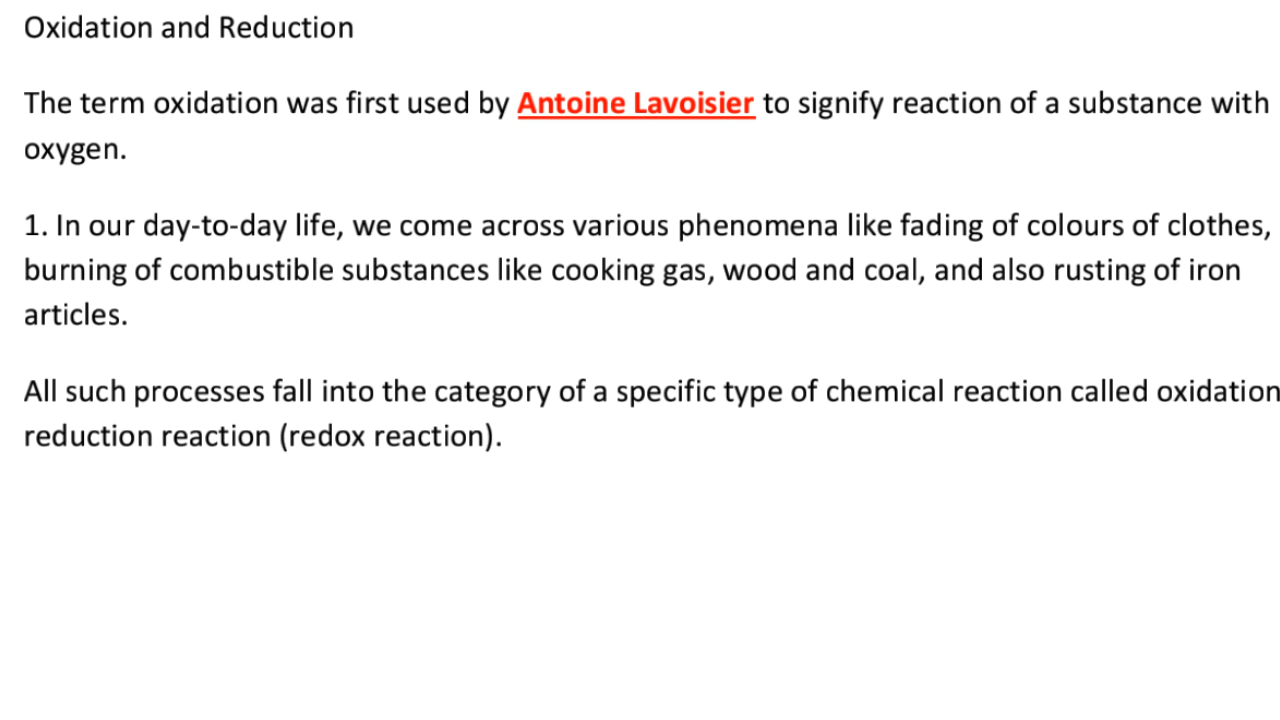 Oxidation and Reduction
The term oxidation was first used by Antoine Lavoisier to signify reaction of a substance with
oxygen.
1. In our day-to-day life, we come across various phenomena like fading of colours of clothes,
burning of combustible substances like cooking gas, wood and coal, and also rusting of iron
articles.
All such processes fall into the category of a specific type of chemical reaction called oxidation
reduction reaction (redox reaction).